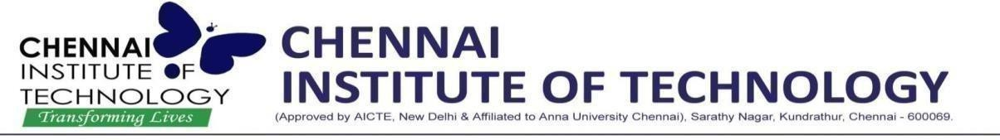 CHENNAI
INSTITUTE OF
TECHNOLOGY
Transforming Lives
CHENNAI
INSTITUTE OF TECHNOLOGY
(Approved by AICTE, New Delhi & Affiliated to Anna University Chennai), Sarathy Nagar, Kundrathur, Chennai - 600069.